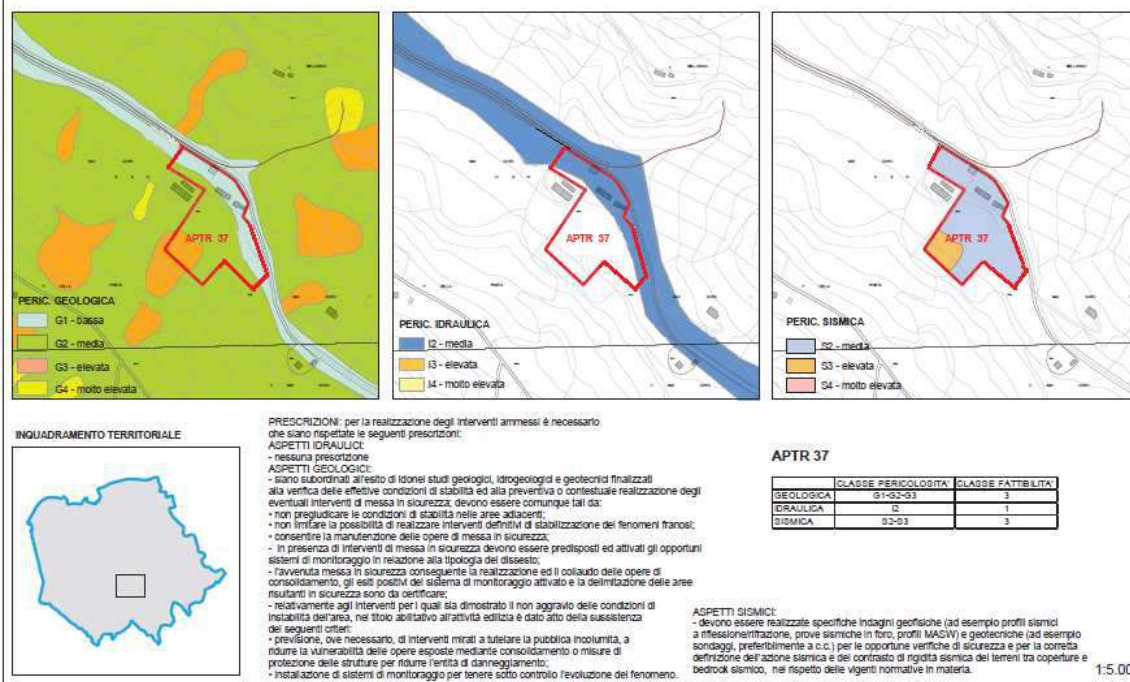 APTR 37
PERIC. GEOLOGICA
G1 - bassa
G2 - media
G3 - elevata
G4 - molto elevata
APTR 37
PERIC. IDRAULICA
I2 - media
I3 - elevata
I4 - molto elevata
APTR 37
PERIC. SISMICA
S2 - media
S3 - elevata
S4 - molto elevata
INQUADRAMENTO TERRITORIALE
PRESCRIZIONI: per la realizzazione degli interventi ammessi è necessario
che siano rispettate le seguenti prescrizioni:
ASPETTI IDRAULICI:
- nessuna prescrizione
ASPETTI GEOLOGICI:
- siano subordinati all'esito di idonei studi geologici, idrogeologici e geotecnici finalizzati
alla verifica delle effettive condizioni di stabilità ed alla preventiva o contestuale realizzazione degli
eventuali interventi di messa in sicurezza; devono essere comunque tali da:
• non pregiudicare le condizioni di stabilità nelle aree adiacenti;
• non limitare la possibilità di realizzare interventi definitivi di stabilizzazione dei fenomeni franosi;
• consentire la manutenzione delle opere di messa in sicurezza;
- in presenza di interventi di messa in sicurezza devono essere predisposti ed attivati gli opportuni
sistemi di monitoraggio in relazione alla tipologia del dissesto;
- l'avvenuta messa in sicurezza conseguente la realizzazione ed il collaudo delle opere di
consolidamento, gli esiti positivi del sistema di monitoraggio attivato e la delimitazione delle aree
risultanti in sicurezza sono da certificare;
- relativamente agli interventi per i quali sia dimostrato il non aggravio delle condizioni di
instabilità dell'area, nel titolo abilitativo all'attività edilizia è dato atto della sussistenza
dei seguenti criteri:
• previsione, ove necessario, di interventi mirati a tutelare la pubblica incolumità, a
ridurre la vulnerabilità delle opere esposte mediante consolidamento o misure di
protezione delle strutture per ridurre l'entità di danneggiamento;
• installazione di sistemi di monitoraggio per tenere sotto controllo l'evoluzione del fenomeno.
APTR 37
CLASSE PERICOLOSITA' CLASSE FATTIBILITA'
GEOLOGICA G1-G2-G3 3
IDRAULICA I2 1
SISMICA S2-S3 3
ASPETTI SISMICI:
- devono essere realizzate specifiche indagini geofisiche (ad esempio profili sismici
a riflessione/rifrazione, prove sismiche in foro, profili MASW) e geotecniche (ad esempio
sondaggi, preferibilmente a c.c.) per le opportune verifiche di sicurezza e per la corretta
definizione dell'azione sismica e del contrasto di rigidità sismica dei terreni tra coperture e
bedrock sismico, nel rispetto delle vigenti normative in materia.
1:5.00